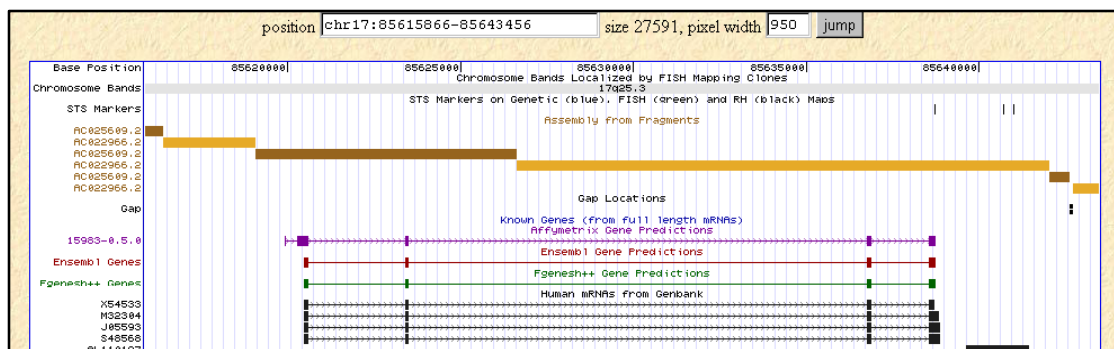 position chr17:85615866-85643456 size 27591, pixel width 950 jump
Base Position 85620000 85625000 85630000 85635000 85640000
Chromosome Bands Localized by FISH Mapping Clones
Chromosome Bands 17q25.3
STS Markers on Genetic (blue), FISH (green) and RH (black) Maps
STS Markers
Assembly from Fragments
AC025609.2
AC022966.2
AC025609.2
AC022966.2
AC025609.2
AC022966.2
Gap Locations
Gap
Known Genes (from full length mRNAs)
Affymetrix Gene Predictions
15983-0.5.0
Ensembl Gene Predictions
Ensembl Genes
Fgenesh++ Gene Predictions
Fgenesh++ Genes
Human mRNAs from Genbank
X54533
M32304
J05593
S48568